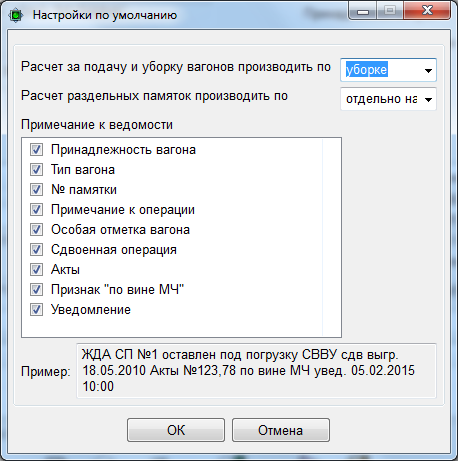 Настройки по умолчанию
Расчет за подачу и уборку вагонов производить по уборке
Расчет раздельных памяток производить по отдельно на
Примечание к ведомости
Принадлежность вагона
Тип вагона
№ памятки
Примечание к операции
Особая отметка вагона
Сдвоенная операция
Акты
Признак "по вине МЧ"
Уведомление
Пример:
ЖДА СП №1 оставлен под погрузку СВВУ сдв выгр.
18.05.2010 Акты №123,78 по вине МЧ увед. 05.02.2015
10:00
ОК Отмена